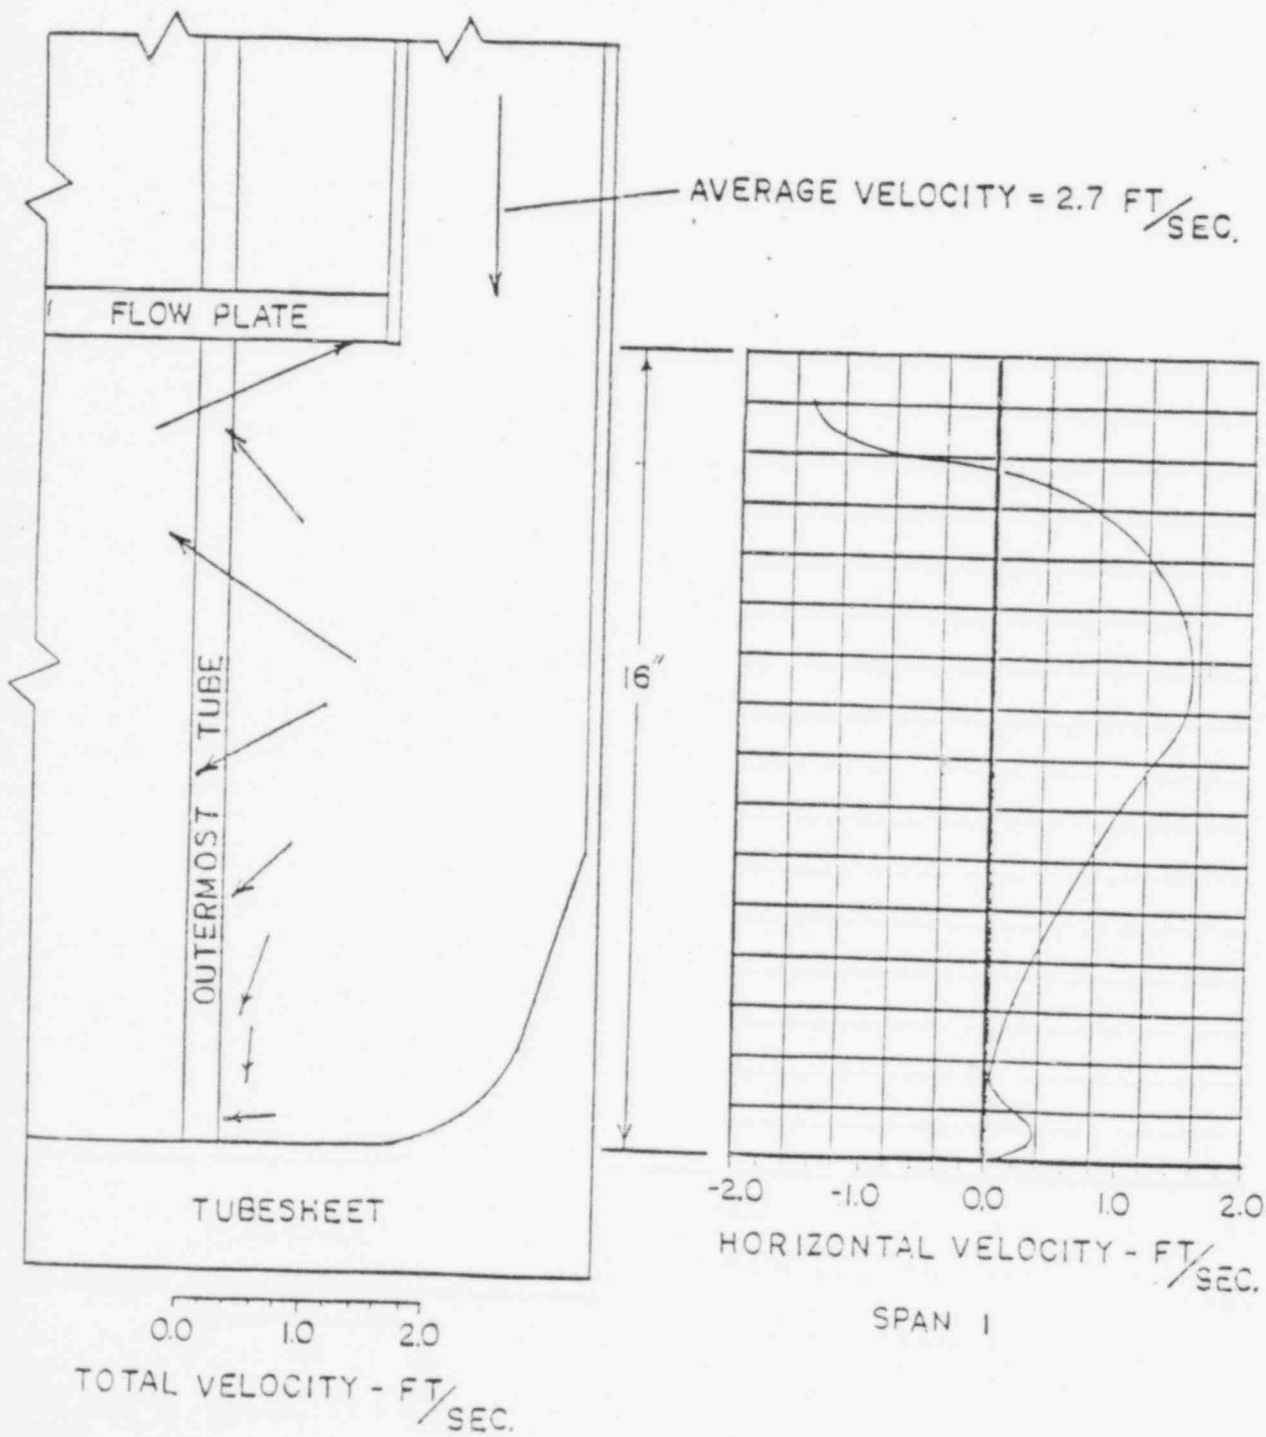 AVERAGE VELOCITY = 2.7 FT/SEC.
FLOW PLATE
16"
OUTERMOST TUBE
-2.0 -1.0 0.0 1.0 2.0
TUBESHEET
HORIZONTAL VELOCITY - FT/SEC.
SPAN 1
0.0 1.0 2.0
TOTAL VELOCITY - FT/SEC.